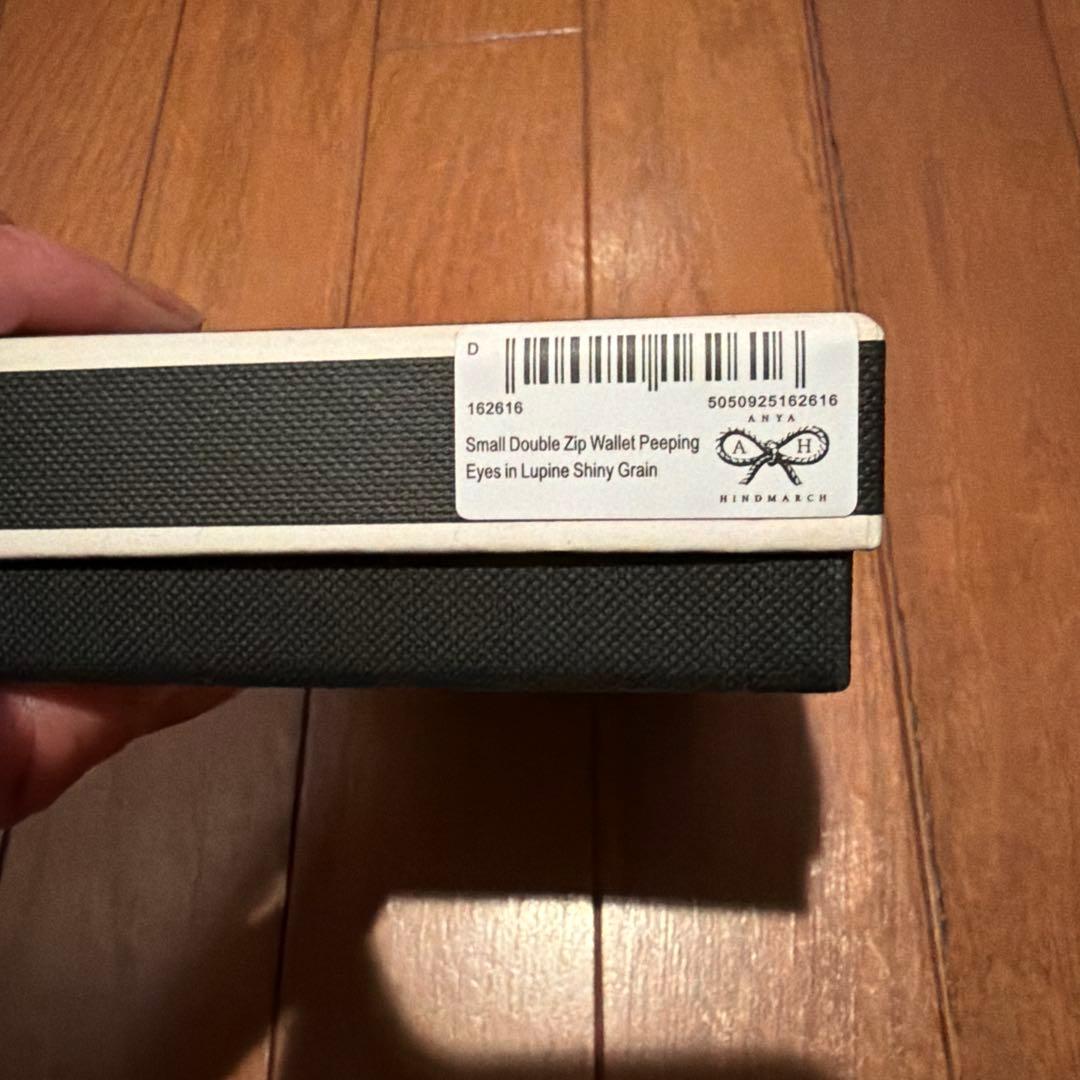 D
162616
5050925162616
Small Double Zip Wallet Peeping
Eyes in Lupine Shiny Grain
ANYA
A H
HINDMARCH